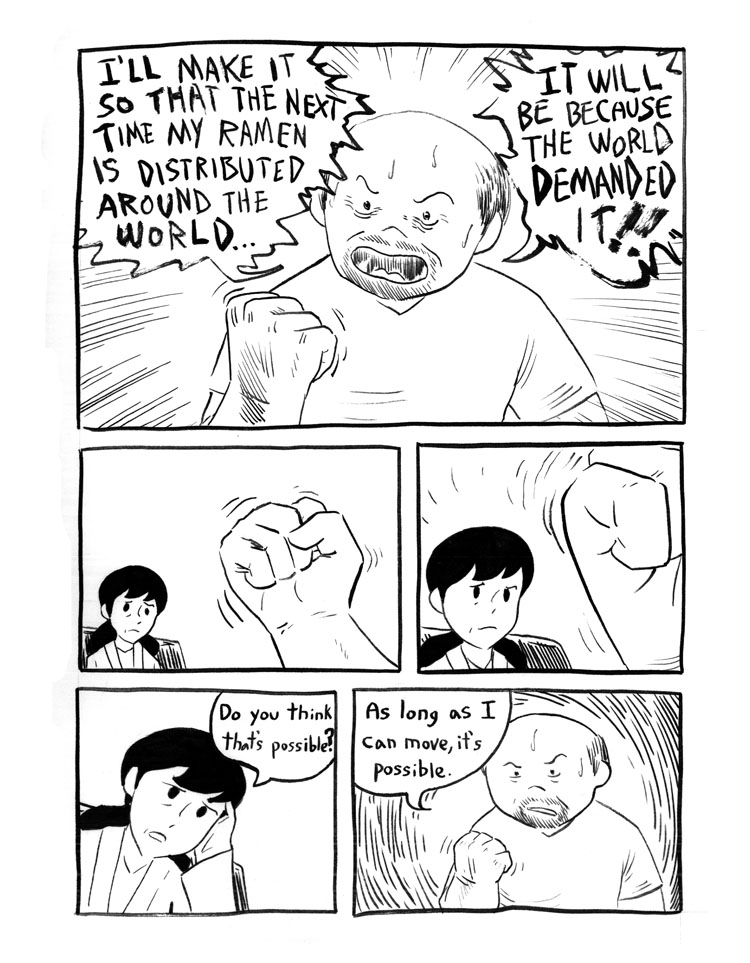 I'LL MAKE IT
SO THAT THE NEXT
TIME MY RAMEN
IS DISTRIBUTED
AROUND THE
WORLD...
IT WILL
BE BECAUSE
THE WORLD
DEMANDED
IT!!
Do you think
that's possible?
As long as I
can move, it's
possible.